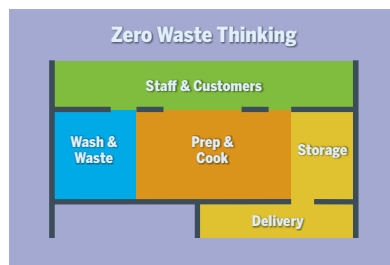 Zero Waste Thinking
Staff & Customers
Wash &
Waste
Prep &
Cook
Storage
Delivery